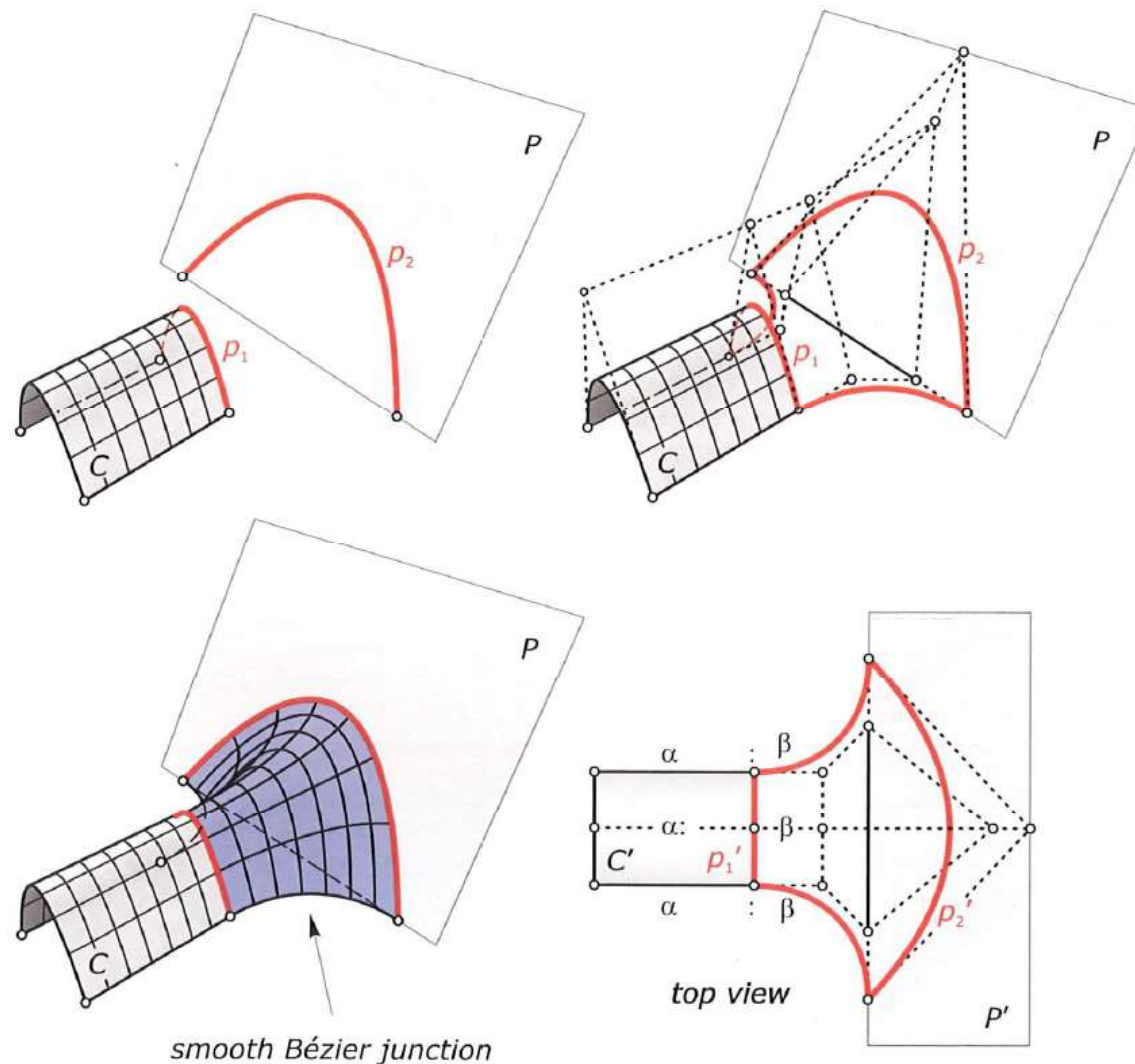 P
p₂
p₁
C
P
p₂
p₁
C
P
C
smooth Bézier junction
α
β
α:
β
C′
p₁′
α
β
p₂′
top view
P′